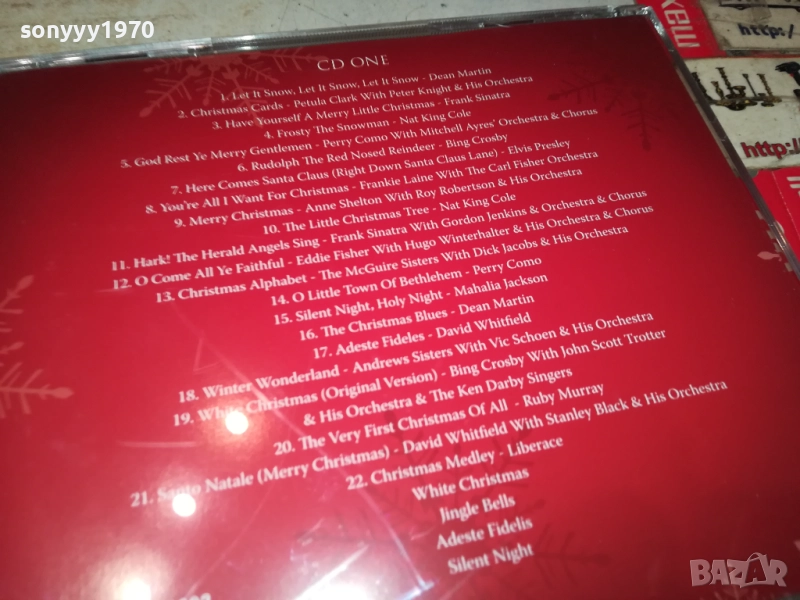 sonyyy1970
CD ONE
1. Let It Snow, Let It Snow, Let It Snow - Dean Martin
2. Christmas Cards - Petula Clark With Peter Knight & His Orchestra
3. Have Yourself A Merry Little Christmas - Frank Sinatra
4. Frosty The Snowman - Nat King Cole
5. God Rest Ye Merry Gentlemen - Perry Como With Mitchell Ayres' Orchestra & Chorus
6. Rudolph The Red Nosed Reindeer - Bing Crosby
7. Here Comes Santa Claus (Right Down Santa Claus Lane) - Elvis Presley
8. You're All I Want For Christmas - Frankie Laine With The Carl Fisher Orchestra
9. Merry Christmas - Anne Shelton With Roy Robertson & His Orchestra
10. The Little Christmas Tree - Nat King Cole
11. Hark! The Herald Angels Sing - Frank Sinatra With Gordon Jenkins & Orchestra & Chorus
12. O Come All Ye Faithful - Eddie Fisher With Hugo Winterhalter & His Orchestra & Chorus
13. Christmas Alphabet - The McGuire Sisters With Dick Jacobs & His Orchestra
14. O Little Town Of Bethlehem - Perry Como
15. Silent Night, Holy Night - Mahalia Jackson
16. The Christmas Blues - Dean Martin
17. Adeste Fideles - David Whitfield
18. Winter Wonderland - Andrews Sisters With Vic Schoen & His Orchestra
19. White Christmas (Original Version) - Bing Crosby With John Scott Trotter
& His Orchestra & The Ken Darby Singers
20. The Very First Christmas Of All - Ruby Murray
21. Santo Natale (Merry Christmas) - David Whitfield With Stanley Black & His Orchestra
22. Christmas Medley - Liberace
White Christmas
Jingle Bells
Adeste Fidelis
Silent Night
http:/
http:/
BAZAR.bg